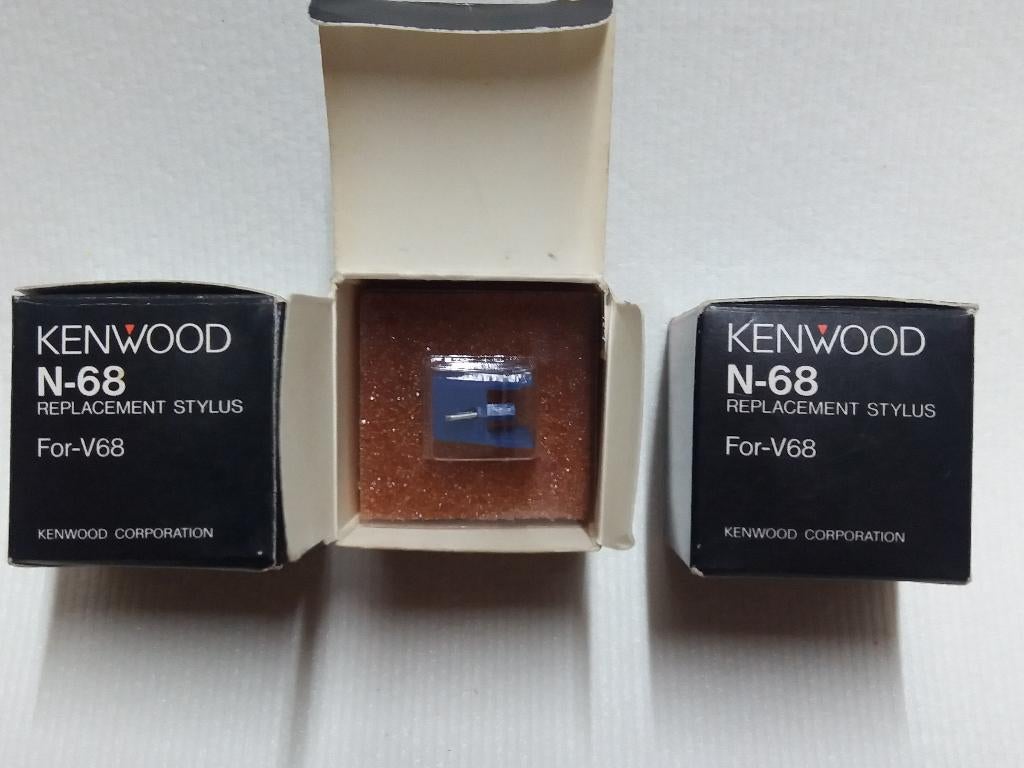 KENWOOD
N-68
REPLACEMENT STYLUS
For-V68
KENWOOD CORPORATION
KENWOOD
N-68
REPLACEMENT STYLUS
For-V68
KENWOOD CORPORATION